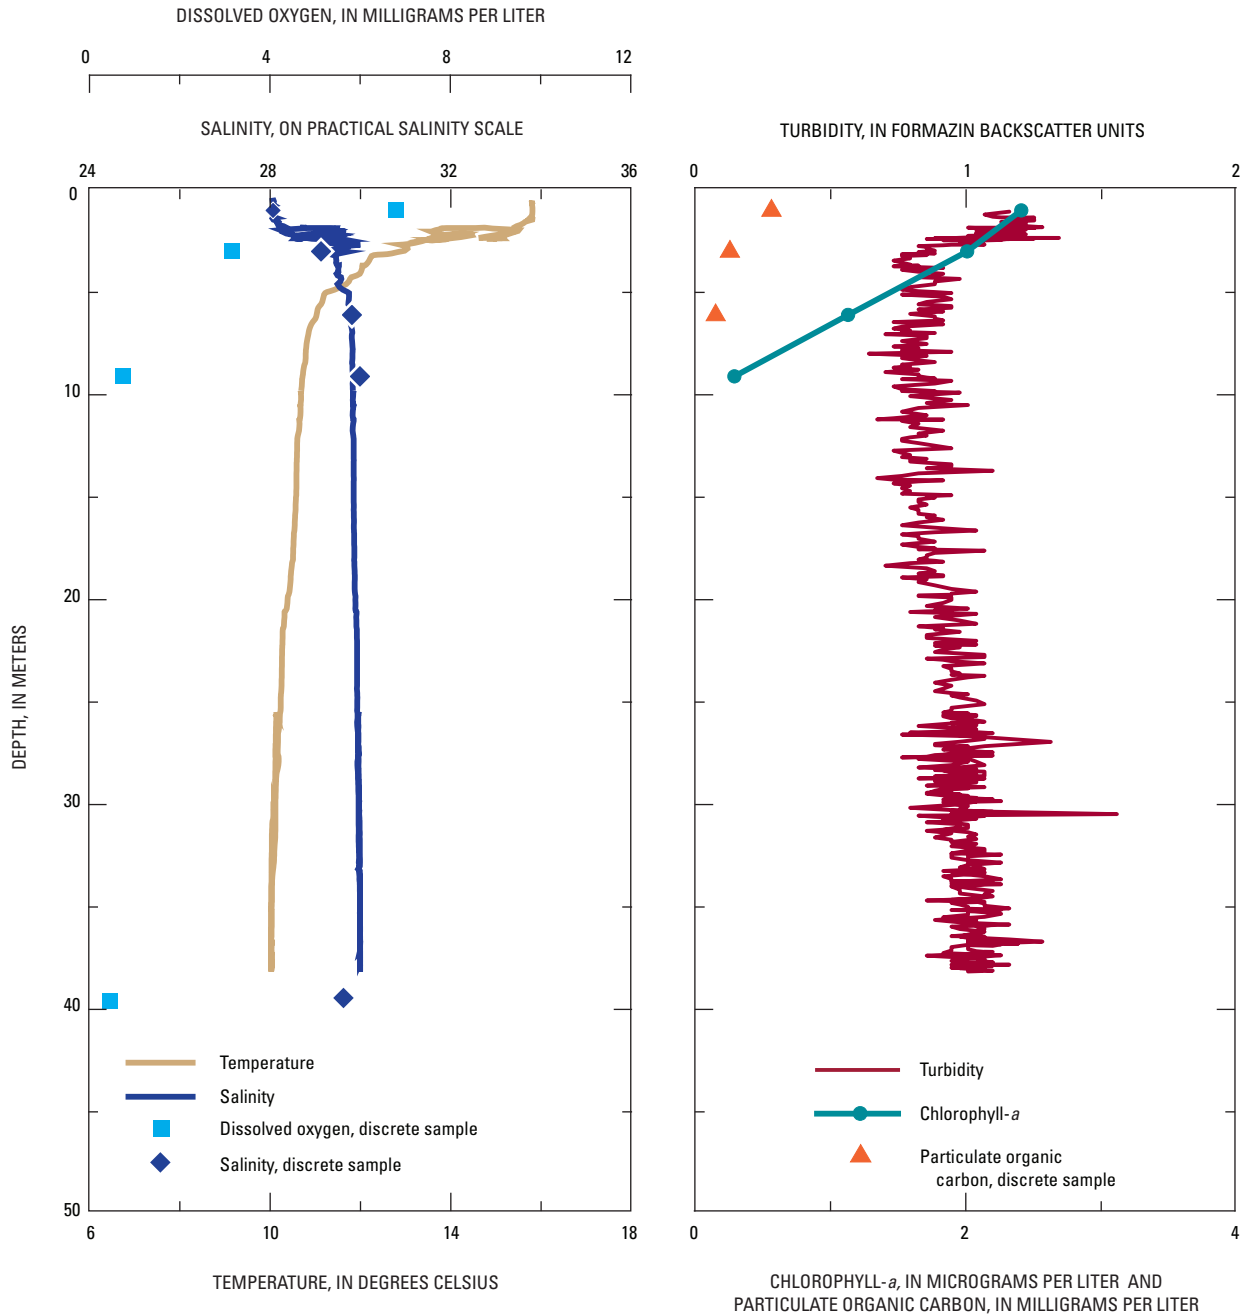 DISSOLVED OXYGEN, IN MILLIGRAMS PER LITER
0 4 8 12
SALINITY, ON PRACTICAL SALINITY SCALE
24 28 32 36
0
10
20
30
40
50
DEPTH, IN METERS
Temperature
Salinity
Dissolved oxygen, discrete sample
Salinity, discrete sample
6 10 14 18
TEMPERATURE, IN DEGREES CELSIUS
TURBIDITY, IN FORMAZIN BACKSCATTER UNITS
0 1 2
Turbidity
Chlorophyll-a
Particulate organic
carbon, discrete sample
0 2 4
CHLOROPHYLL-a, IN MICROGRAMS PER LITER AND
PARTICULATE ORGANIC CARBON, IN MILLIGRAMS PER LITER